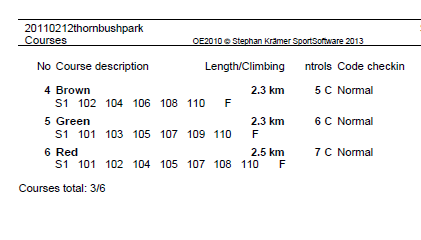 20110212thornbushpark
Courses OE2010 © Stephan Krämer SportSoftware 2013
No Course description Length/Climbing ntrols Code checkin
4 Brown 2.3 km 5 C Normal
S1 102 104 106 108 110 F
5 Green 2.3 km 6 C Normal
S1 101 103 105 107 109 110 F
6 Red 2.5 km 7 C Normal
S1 101 102 104 105 107 108 110 F
Courses total: 3/6